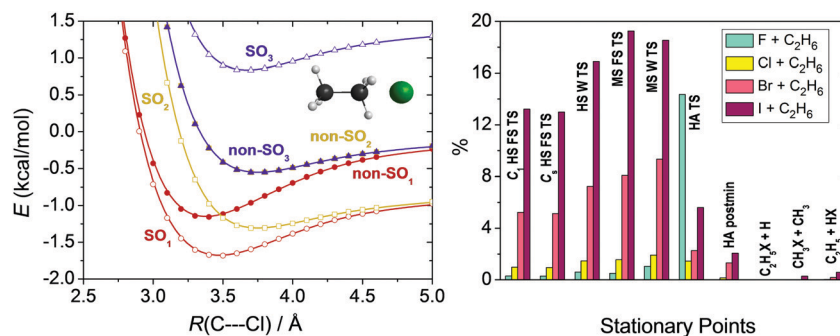 E (kcal/mol)
1.5
1.0
0.5
0.0
-0.5
-1.0
-1.5
-2.0
SO3
SO2
non-SO3
non-SO2
non-SO1
SO1
2.5 3.0 3.5 4.0 4.5 5.0
R(C---Cl) / Å
%
20
16
12
8
4
0
F + C2H6
Cl + C2H6
Br + C2H6
I + C2H6
C1 HS FS TS
Cs HS FS TS
HS W TS
MS FS TS
MS W TS
HA TS
HA postmin
C2H5X + H
CH3X + CH3
C2H5 + HX
Stationary Points